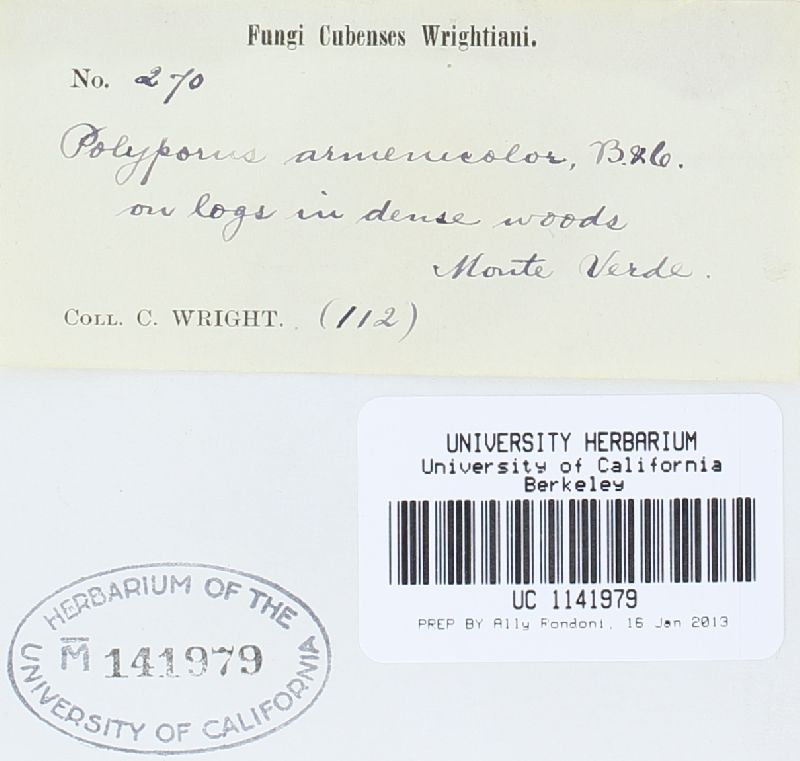 Fungi Cubenses Wrightiani.
No. 270
Polyporus armenicolor, B.&C.
on logs in dense woods
Monte Verde.
Coll. C. WRIGHT. (112)
UNIVERSITY HERBARIUM
University of California
Berkeley
UC 1141979
PREP BY Ally Fondoni, 16 Jan 2013
HERBARIUM OF THE
M 141979
UNIVERSITY OF CALIFORNIA